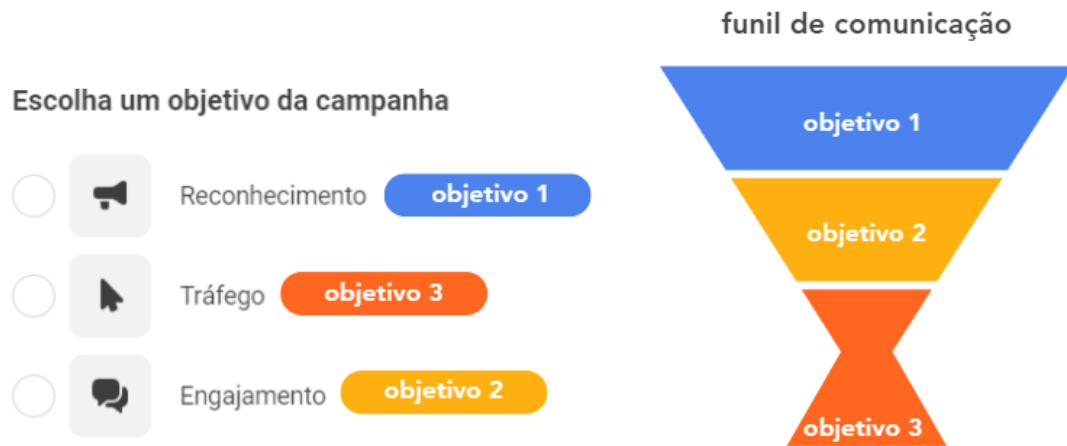 funil de comunicação
Escolha um objetivo da campanha
Reconhecimento objetivo 1
Tráfego objetivo 3
Engajamento objetivo 2
objetivo 1
objetivo 2
objetivo 3